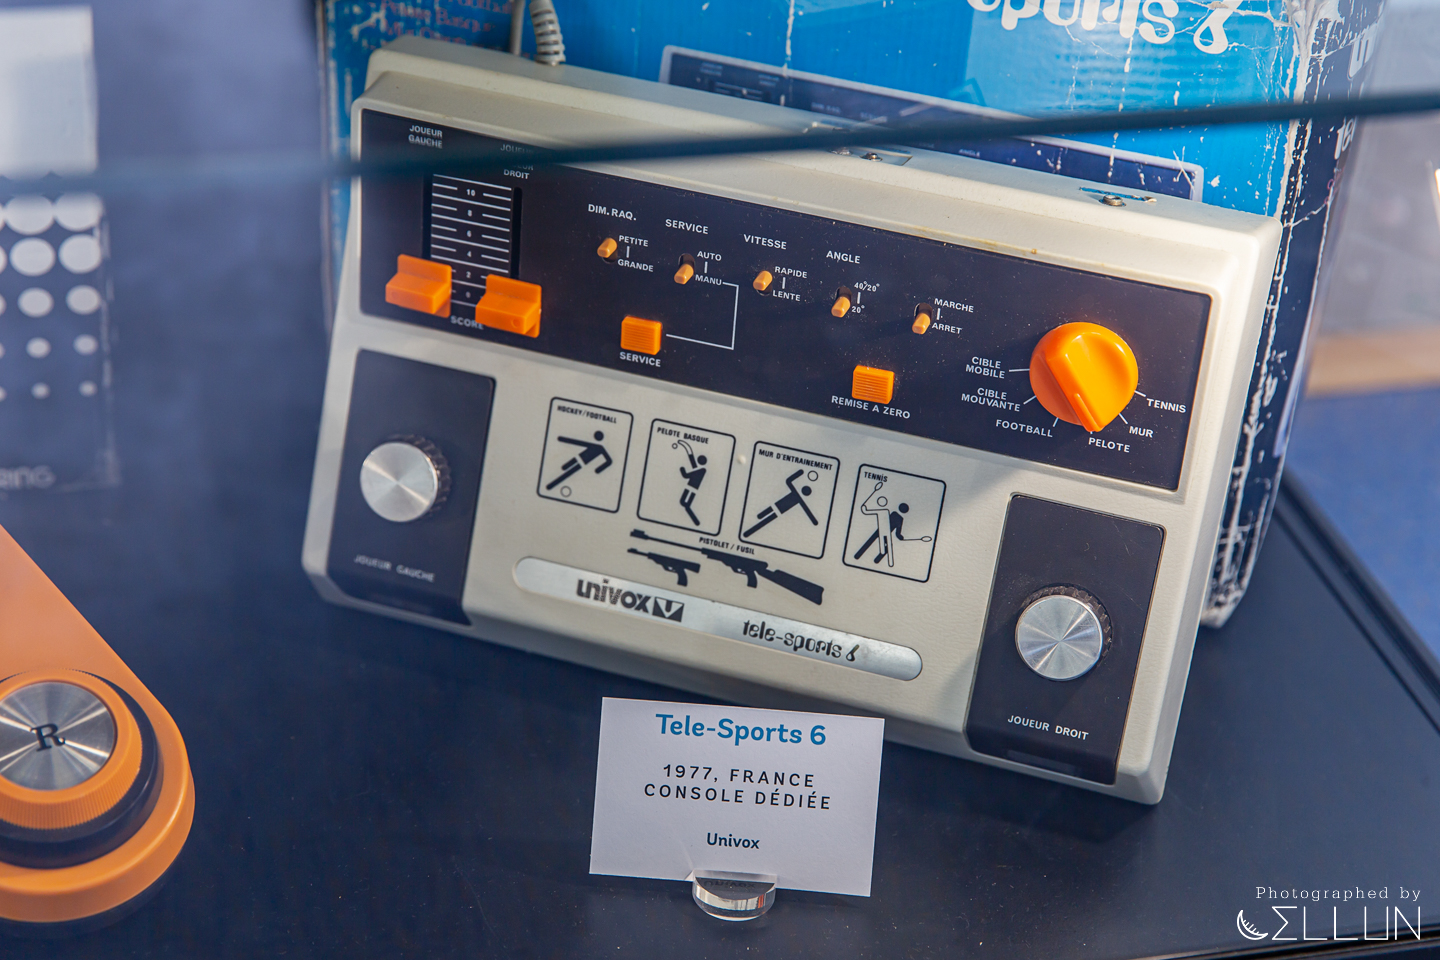 sports 6
JOUEUR
GAUCHE
DROIT
10
8
6
4
2
0
SCORE
DIM. RAQ.
PETITE
GRANDE
SERVICE
AUTO
MANU
SERVICE
VITESSE
RAPIDE
LENTE
ANGLE
40°/20°
20°
MARCHE
ARRET
REMISE A ZERO
CIBLE
MOBILE
CIBLE
MOUVANTE
FOOTBALL
PELOTE
MUR
TENNIS
HOCKEY/FOOTBALL
PELOTE BASQUE
MUR D'ENTRAINEMENT
TENNIS
PISTOLET / FUSIL
JOUEUR GAUCHE
univox
tele-sports 6
JOUEUR DROIT
R
Tele-Sports 6
1977, FRANCE
CONSOLE DÉDIÉE
Univox
Photographed by
CELLUN